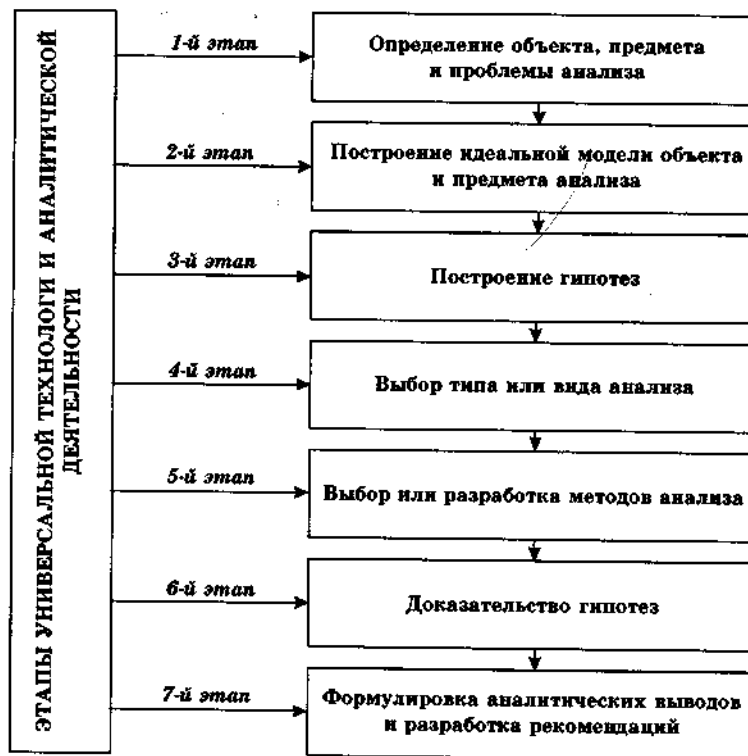 ЭТАПЫ УНИВЕРСАЛЬНОЙ ТЕХНОЛОГИ И АНАЛИТИЧЕСКОЙ
ДЕЯТЕЛЬНОСТИ
1-й этап
Определение объекта, предмета
и проблемы анализа
2-й этап
Построение идеальной модели объекта
и предмета анализа
3-й этап
Построение гипотез
4-й этап
Выбор типа или вида анализа
5-й этап
Выбор или разработка методов анализа
6-й этап
Доказательство гипотез
7-й этап
Формулировка аналитических выводов
и разработка рекомендаций